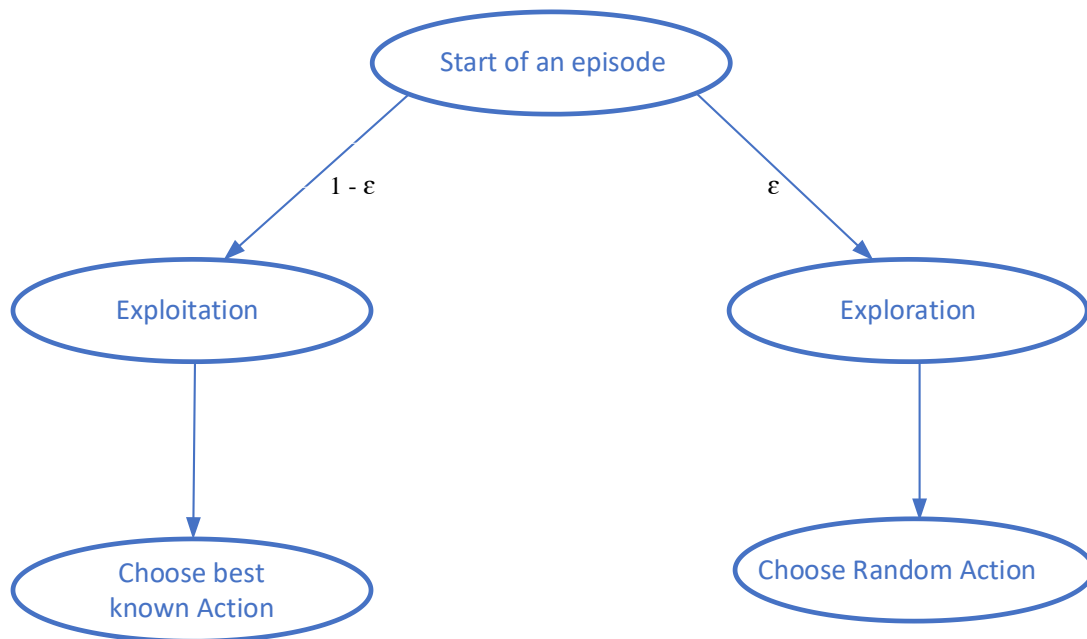 Start of an episode
1 - ε
ε
Exploitation
Exploration
Choose best
known Action
Choose Random Action